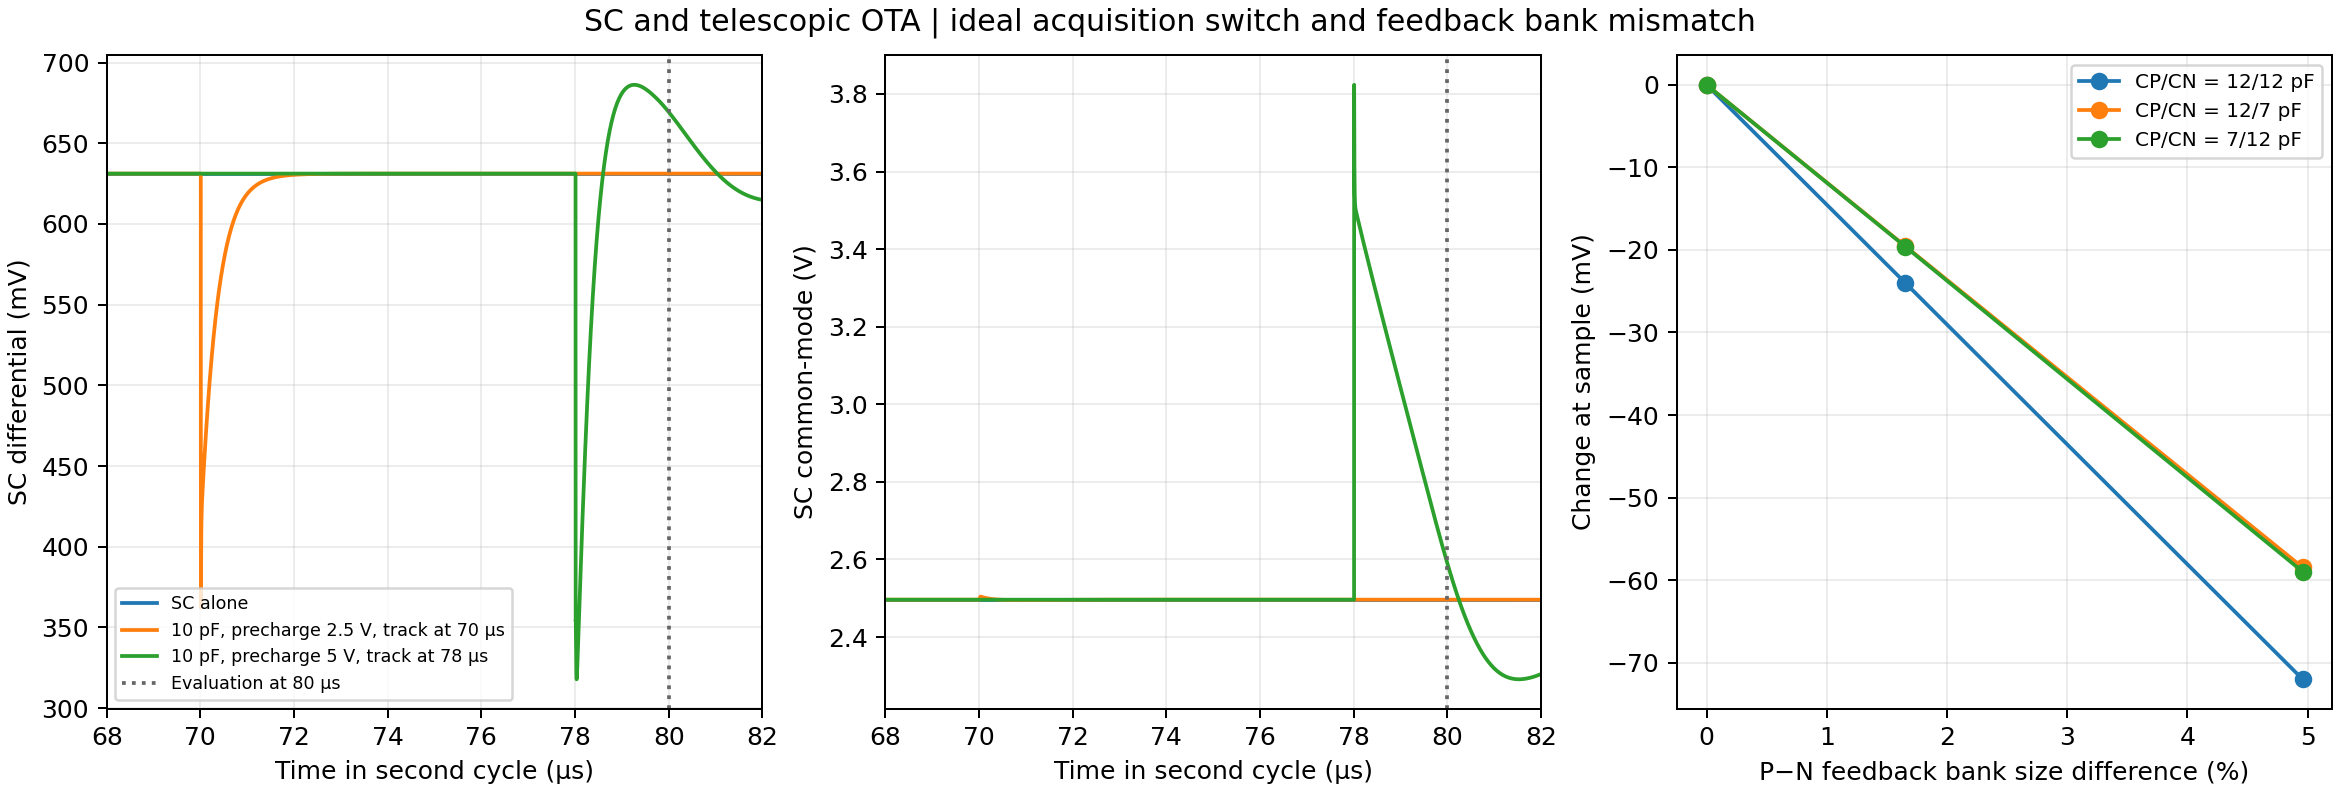 SC and telescopic OTA | ideal acquisition switch and feedback bank mismatch
SC differential (mV)
700
650
600
550
500
450
400
350
300
SC alone
10 pF, precharge 2.5 V, track at 70 µs
10 pF, precharge 5 V, track at 78 µs
Evaluation at 80 µs
68 70 72 74 76 78 80 82
Time in second cycle (µs)
SC common-mode (V)
3.8
3.6
3.4
3.2
3.0
2.8
2.6
2.4
68 70 72 74 76 78 80 82
Time in second cycle (µs)
Change at sample (mV)
0
−10
−20
−30
−40
−50
−60
−70
CP/CN = 12/12 pF
CP/CN = 12/7 pF
CP/CN = 7/12 pF
0 1 2 3 4 5
P−N feedback bank size difference (%)